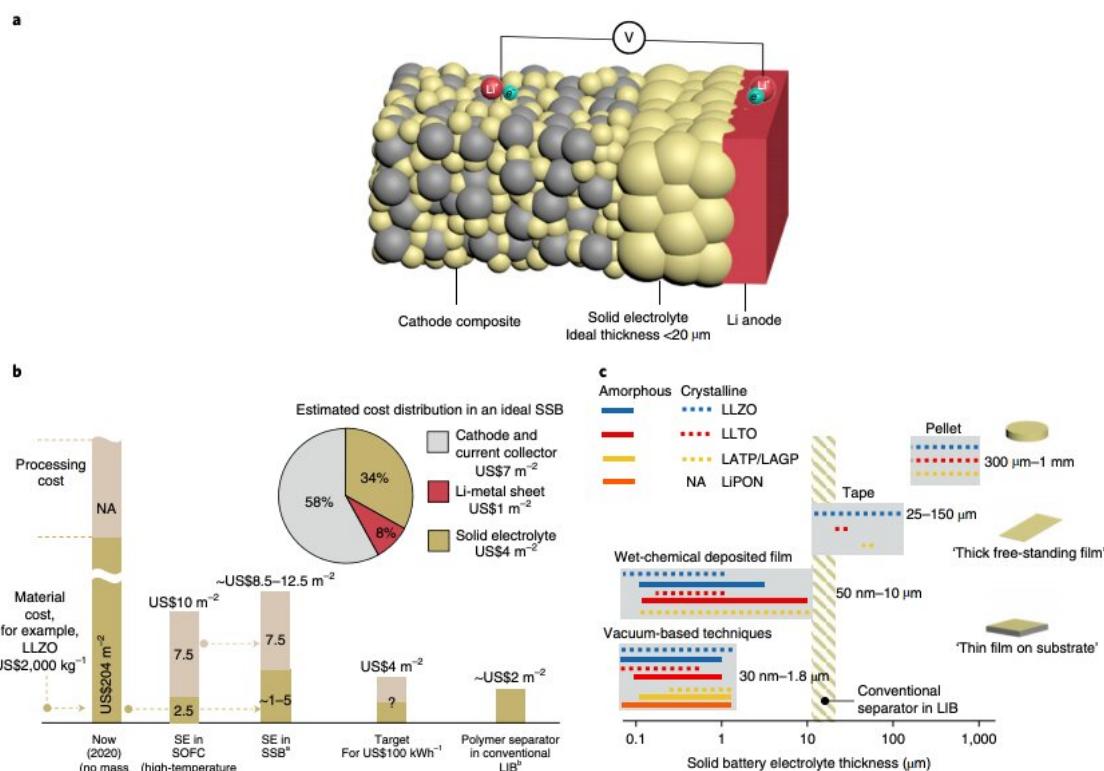 a
V
Li⁺
e⁻
Li⁺
e⁻
Cathode composite
Solid electrolyte
Ideal thickness <20 μm
Li anode
b
Estimated cost distribution in an ideal SSB
58%
34%
8%
Cathode and
current collector
US$7 m⁻²
Li-metal sheet
US$1 m⁻²
Solid electrolyte
US$4 m⁻²
Processing
cost
NA
Material
cost,
for example,
LLZO
US$2,000 kg⁻¹
US$204 m⁻²
US$10 m⁻²
7.5
2.5
~US$8.5–12.5 m⁻²
7.5
~1–5
US$4 m⁻²
?
~US$2 m⁻²
Now
(2020)
(no mass
SE in
SOFC
(high-temperature
SE in
SSBᵃ
Target
For US$100 kWh⁻¹
Polymer separator
in conventional
LIBᵇ
c
Amorphous Crystalline
LLZO
LLTO
LATP/LAGP
NA LiPON
Pellet
300 μm–1 mm
Tape
25–150 μm
'Thick free-standing film'
Wet-chemical deposited film
50 nm–10 μm
'Thin film on substrate'
Vacuum-based techniques
30 nm–1.8 μm
Conventional
separator in LIB
0.1 1 10 100 1,000
Solid battery electrolyte thickness (μm)